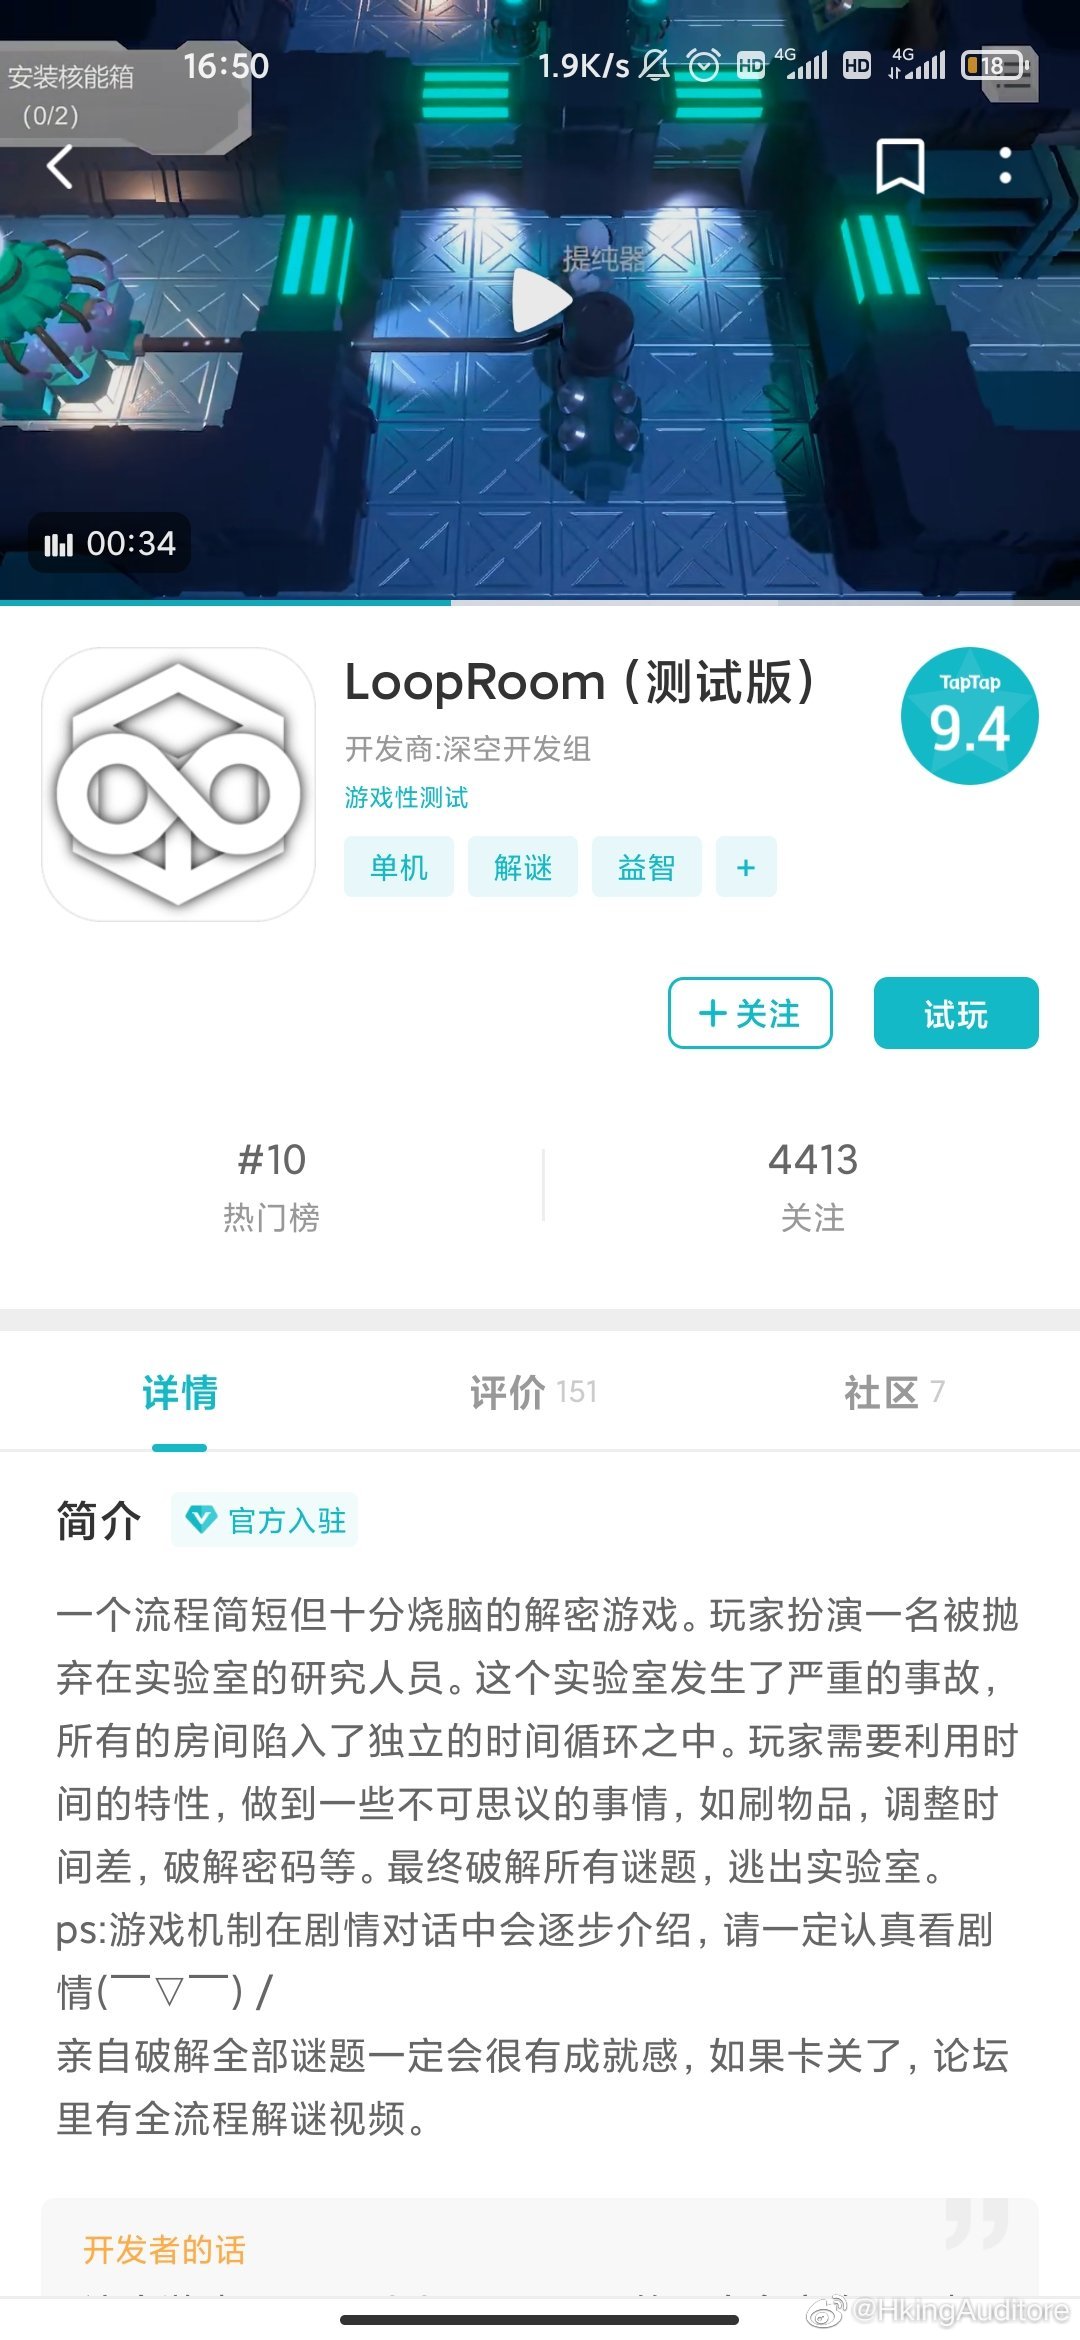 安装核能箱
(0/2)
16:50
1.9K/s
HD
4G
HD
4G
18
提纯器
00:34
LoopRoom（测试版）
开发商:深空开发组
游戏性测试
单机
解谜
益智
+
TapTap
9.4
+关注
试玩
#10
热门榜
4413
关注
详情
评价 151
社区 7
简介
官方入驻
一个流程简短但十分烧脑的解密游戏。玩家扮演一名被抛
弃在实验室的研究人员。这个实验室发生了严重的事故，
所有的房间陷入了独立的时间循环之中。玩家需要利用时
间的特性，做到一些不可思议的事情，如刷物品，调整时
间差，破解密码等。最终破解所有谜题，逃出实验室。
ps:游戏机制在剧情对话中会逐步介绍，请一定认真看剧
情(￣▽￣) /
亲自破解全部谜题一定会很有成就感，如果卡关了，论坛
里有全流程解谜视频。
开发者的话
@HkingAuditore